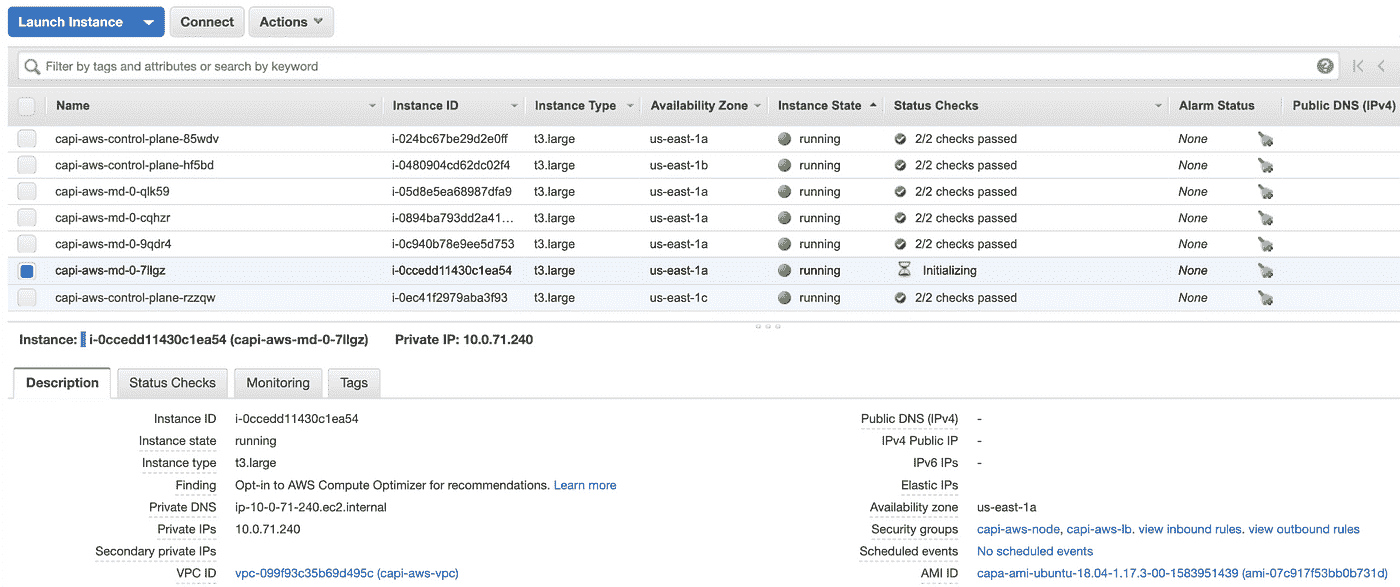 Launch Instance Connect Actions
Filter by tags and attributes or search by keyword
Name Instance ID Instance Type Availability Zone Instance State Status Checks Alarm Status Public DNS (IPv4)
capi-aws-control-plane-85wdv i-024bc67be29d2e0ff t3.large us-east-1a running 2/2 checks passed None
capi-aws-control-plane-hf5bd i-0480904cd62dc02f4 t3.large us-east-1b running 2/2 checks passed None
capi-aws-md-0-qlk59 i-05d8e5ea68987dfa9 t3.large us-east-1a running 2/2 checks passed None
capi-aws-md-0-cqhzr i-0894ba793dd2a41... t3.large us-east-1a running 2/2 checks passed None
capi-aws-md-0-9qdr4 i-0c940b78e9ee5d753 t3.large us-east-1a running 2/2 checks passed None
capi-aws-md-0-7llgz i-0ccedd11430c1ea54 t3.large us-east-1a running Initializing None
capi-aws-control-plane-rzzqw i-0ec41f2979aba3f93 t3.large us-east-1c running 2/2 checks passed None
Instance: i-0ccedd11430c1ea54 (capi-aws-md-0-7llgz) Private IP: 10.0.71.240
Description Status Checks Monitoring Tags
Instance ID i-0ccedd11430c1ea54 Public DNS (IPv4) -
Instance state running IPv4 Public IP -
Instance type t3.large IPv6 IPs -
Finding Opt-in to AWS Compute Optimizer for recommendations. Learn more Elastic IPs
Private DNS ip-10-0-71-240.ec2.internal Availability zone us-east-1a
Private IPs 10.0.71.240 Security groups capi-aws-node, capi-aws-lb. view inbound rules. view outbound rules
Secondary private IPs Scheduled events No scheduled events
VPC ID vpc-099f93c35b69d495c (capi-aws-vpc) AMI ID capa-ami-ubuntu-18.04-1.17.3-00-1583951439 (ami-07c917f53bb0b731d)